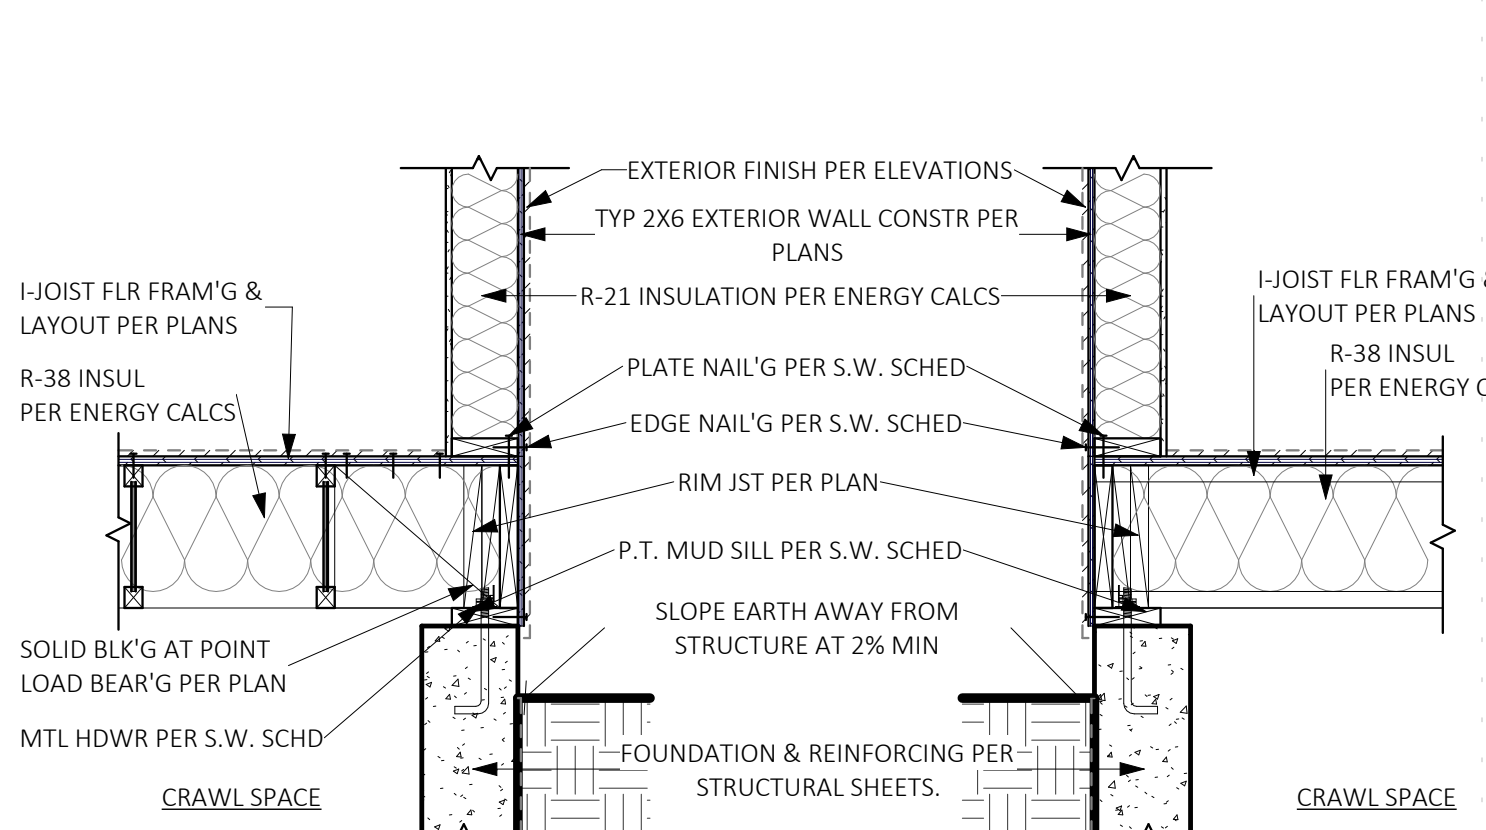 EXTERIOR FINISH PER ELEVATIONS
TYP 2X6 EXTERIOR WALL CONSTR PER
PLANS
R-21 INSULATION PER ENERGY CALCS
PLATE NAIL'G PER S.W. SCHED
EDGE NAIL'G PER S.W. SCHED
RIM JST PER PLAN
P.T. MUD SILL PER S.W. SCHED
SLOPE EARTH AWAY FROM
STRUCTURE AT 2% MIN
FOUNDATION & REINFORCING PER
STRUCTURAL SHEETS.
I-JOIST FLR FRAM'G &
LAYOUT PER PLANS
R-38 INSUL
PER ENERGY CALCS
SOLID BLK'G AT POINT
LOAD BEAR'G PER PLAN
MTL HDWR PER S.W. SCHD
CRAWL SPACE
I-JOIST FLR FRAM'G &
LAYOUT PER PLANS
R-38 INSUL
PER ENERGY
CRAWL SPACE